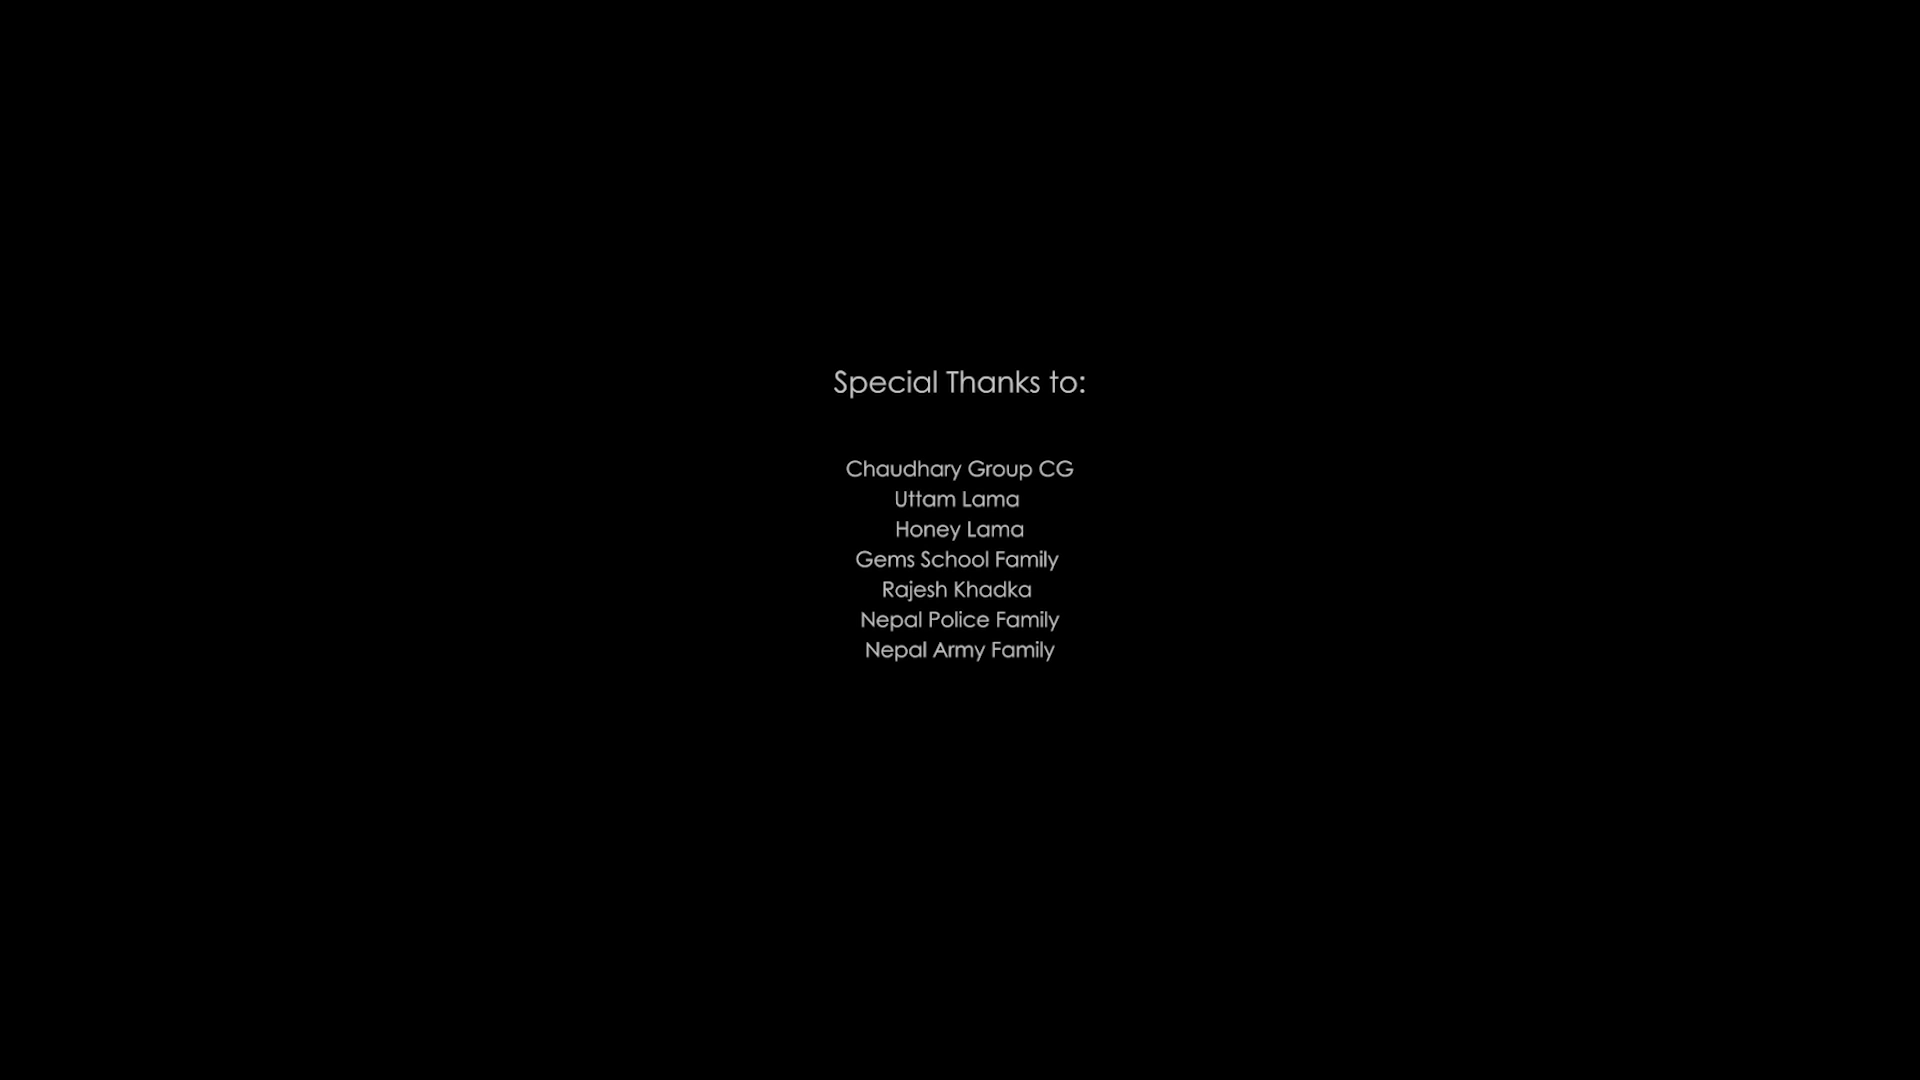 Special Thanks to:
Chaudhary Group CG
Uttam Lama
Honey Lama
Gems School Family
Rajesh Khadka
Nepal Police Family
Nepal Army Family